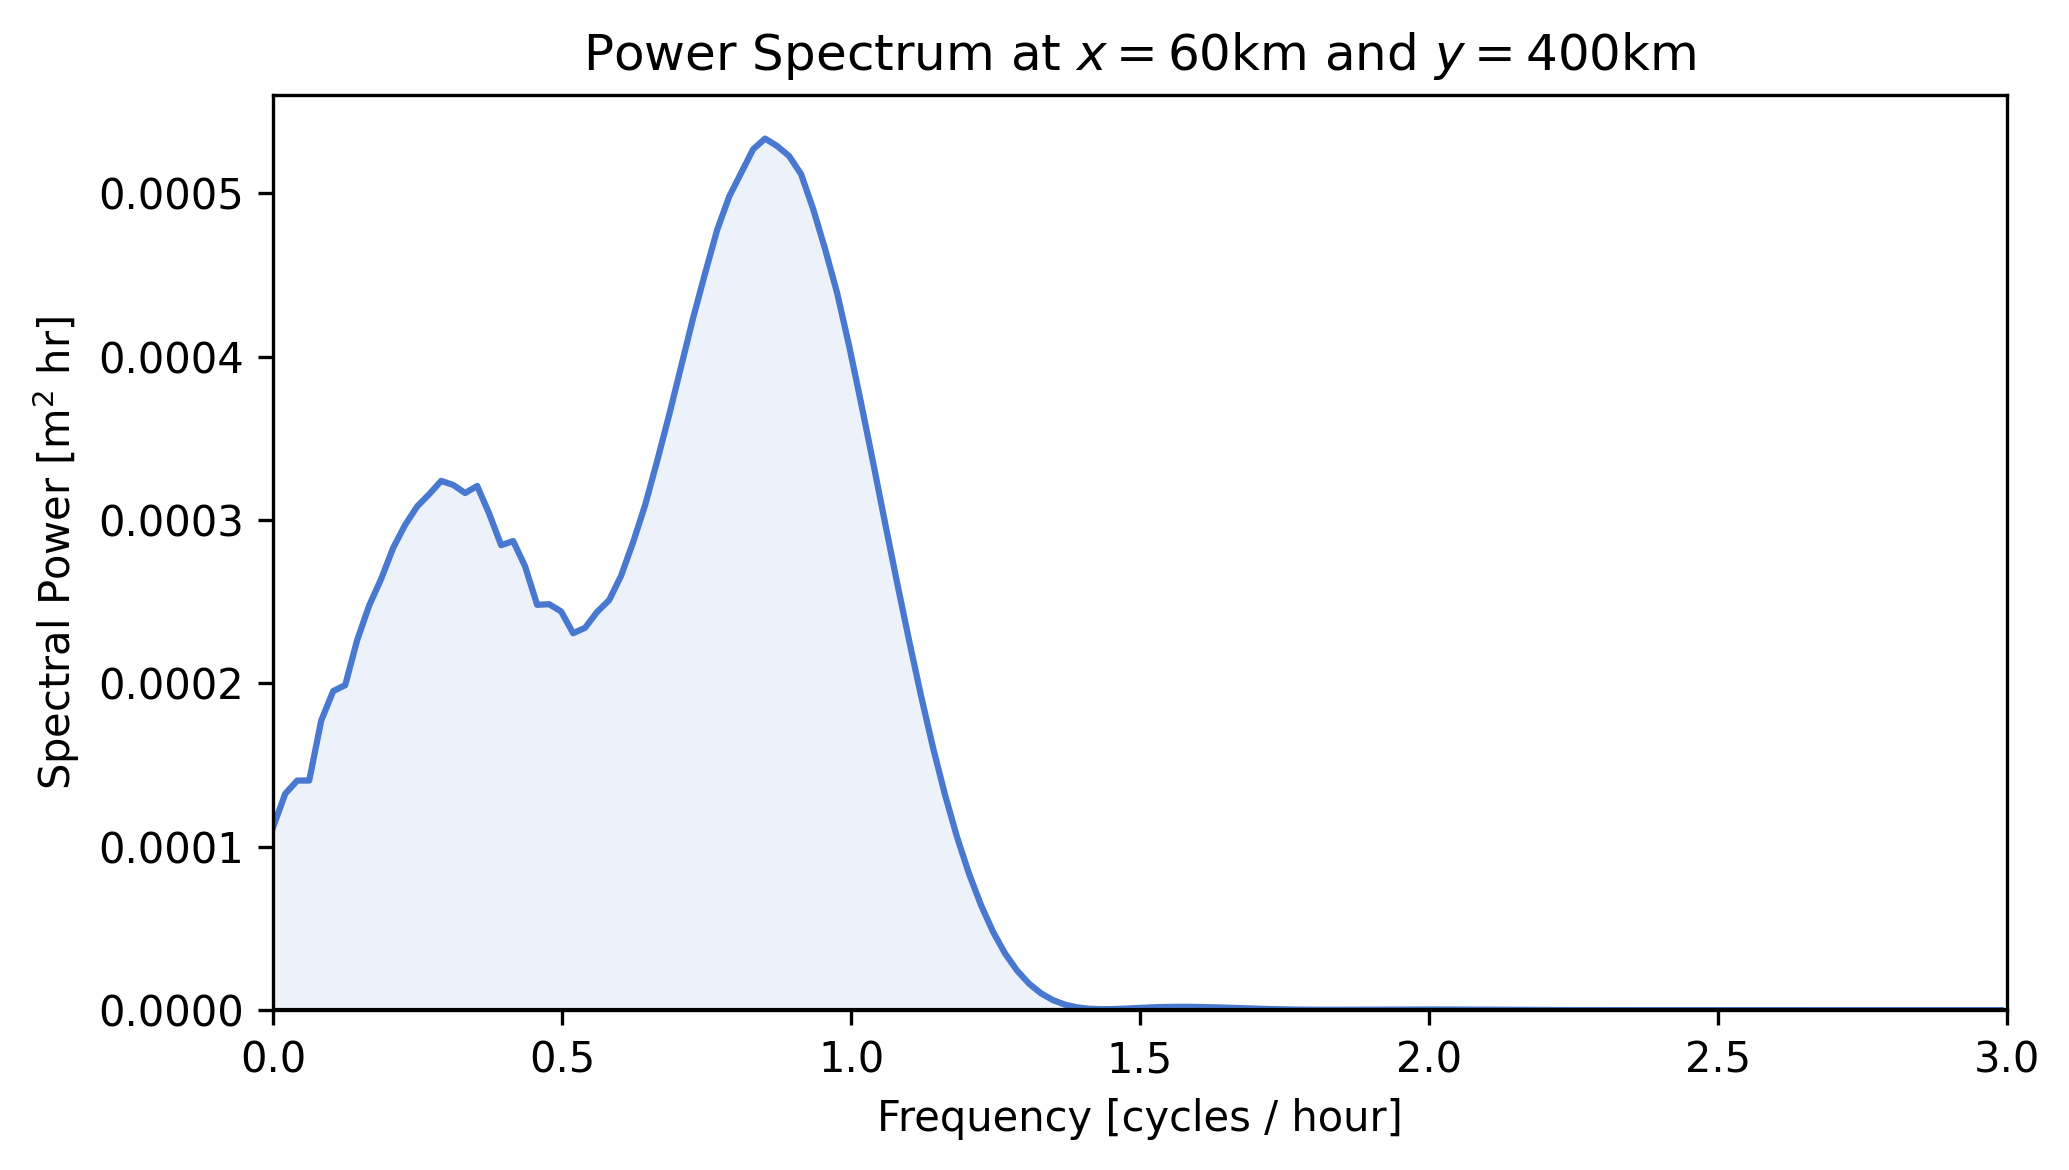 Power Spectrum at x = 60km and y = 400km
Spectral Power [m² hr]
0.0005
0.0004
0.0003
0.0002
0.0001
0.0000
0.0 0.5 1.0 1.5 2.0 2.5 3.0
Frequency [cycles / hour]